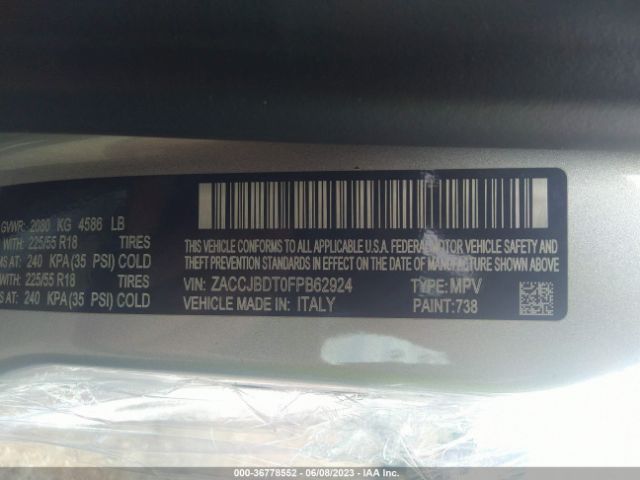 GVWR: 2080 KG 4586 LB
WITH: 225/55 R18 TIRES
MS AT: 240 KPA (35 PSI) COLD
WITH: 225/55 R18 TIRES
MS AT: 240 KPA (35 PSI) COLD
THIS VEHICLE CONFORMS TO ALL APPLICABLE U.S.A. FEDERAL MOTOR VEHICLE SAFETY AND
THEFT PREVENTION STANDARDS IN EFFECT ON THE DATE OF MANUFACTURE SHOWN ABOVE.
VIN: ZACCJBDT0FPB62924 TYPE: MPV
VEHICLE MADE IN: ITALY PAINT:738
000-36778552 - 06/08/2023 - IAA Inc.